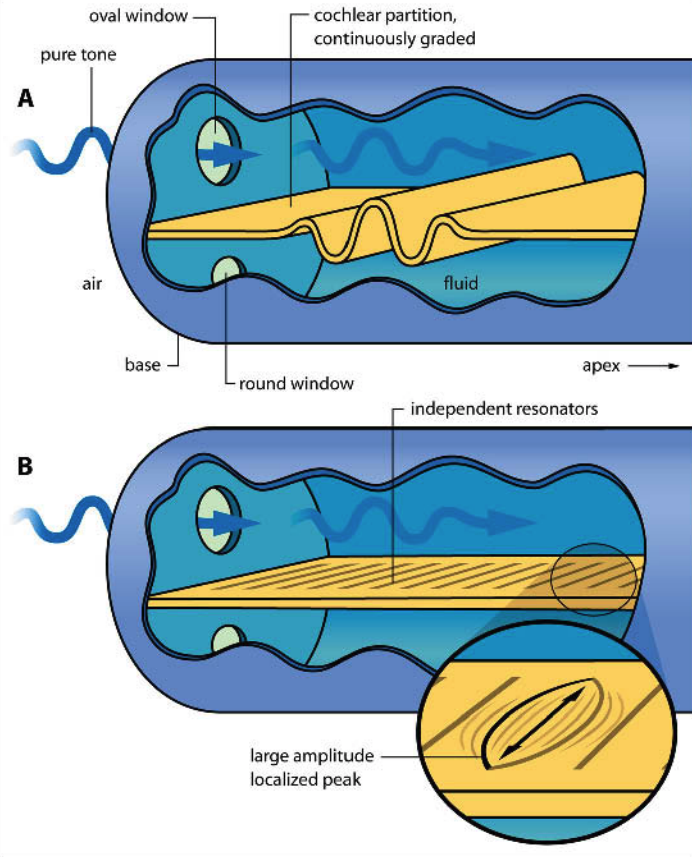 oval window
cochlear partition,
continuously graded
pure tone
A
air
fluid
base
round window
apex
independent resonators
B
large amplitude
localized peak